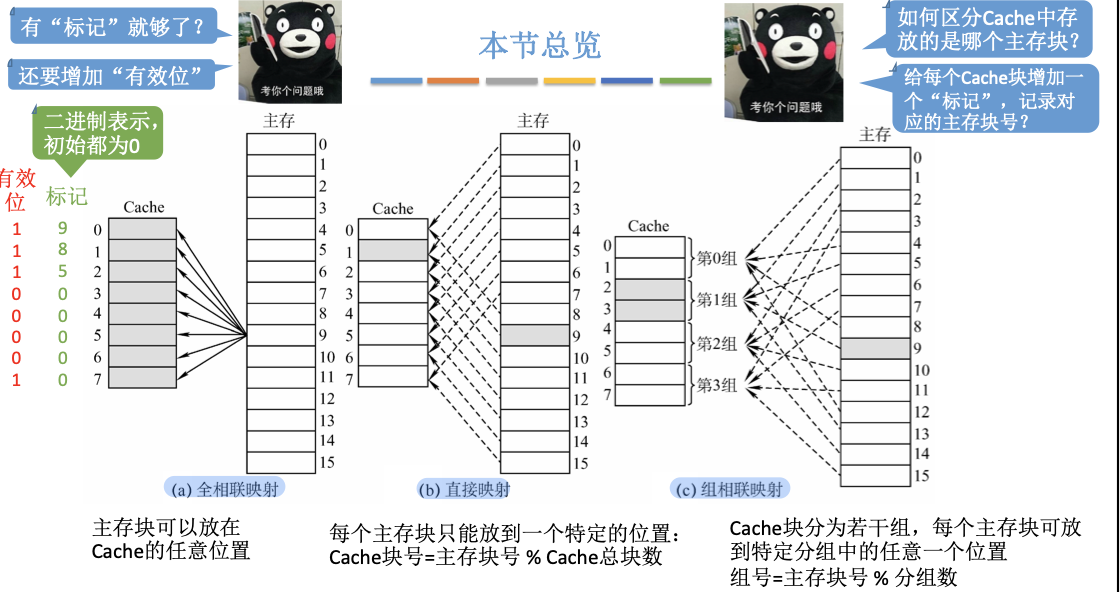 有“标记”就够了？
还要增加“有效位”
考你个问题哦
本节总览
考你个问题哦
如何区分Cache中存
放的是哪个主存块？
给每个Cache块增加一
个“标记”，记录对
应的主存块号？
二进制表示，
初始都为0
有效
位
标记
1 9
1 8
1 5
0 0
0 0
0 0
0 0
1 0
Cache
0
1
2
3
4
5
6
7
主存
0
1
2
3
4
5
6
7
8
9
10
11
12
13
14
15
(a) 全相联映射
主存块可以放在
Cache的任意位置
Cache
0
1
2
3
4
5
6
7
主存
0
1
2
3
4
5
6
7
8
9
10
11
12
13
14
15
(b) 直接映射
每个主存块只能放到一个特定的位置：
Cache块号=主存块号 % Cache总块数
Cache
0
1
2
3
4
5
6
7
第0组
第1组
第2组
第3组
主存
0
1
2
3
4
5
6
7
8
9
10
11
12
13
14
15
(c) 组相联映射
Cache块分为若干组，每个主存块可放
到特定分组中的任意一个位置
组号=主存块号 % 分组数